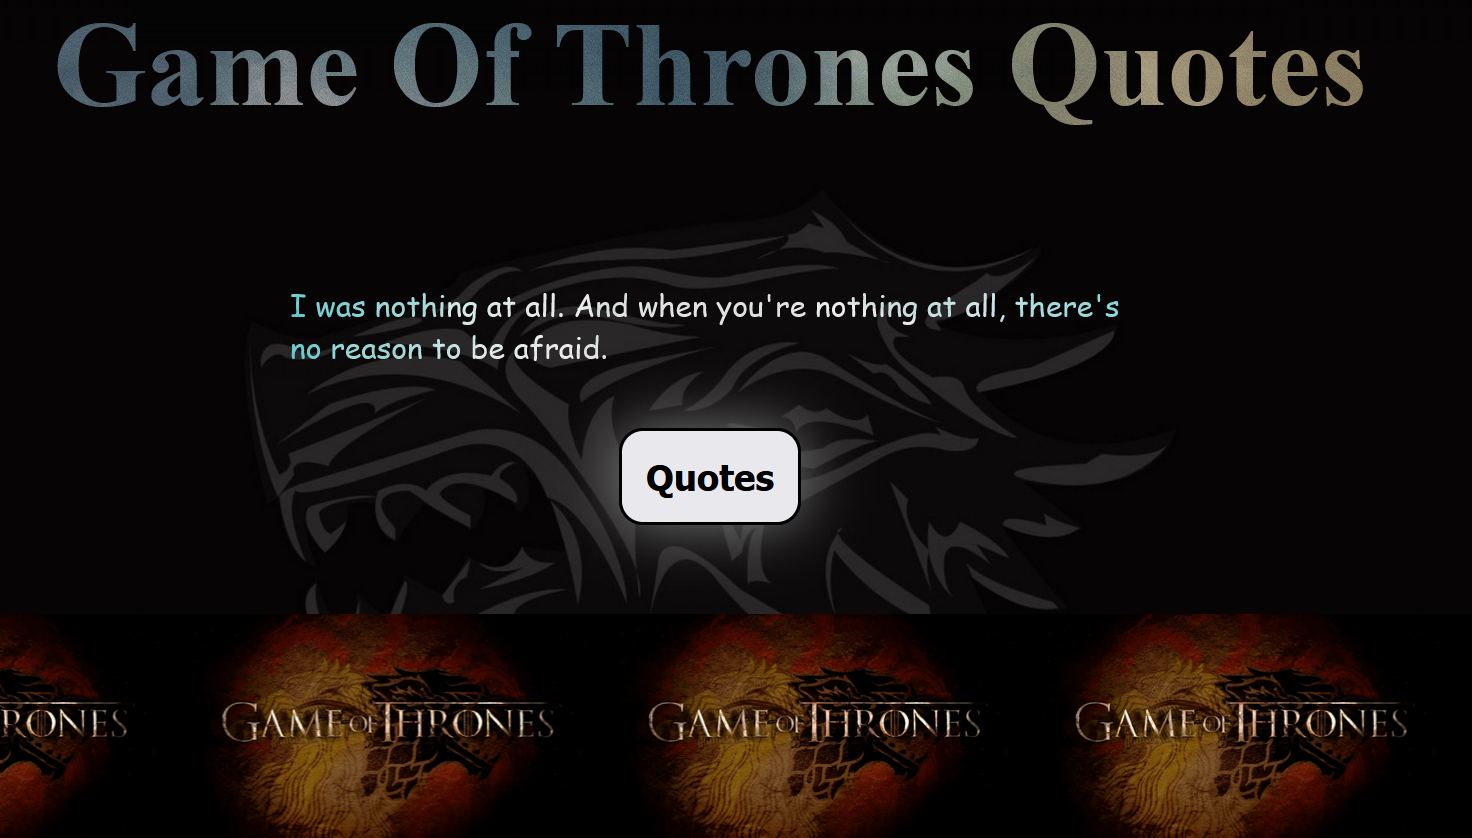 Game Of Thrones Quotes
I was nothing at all. And when you're nothing at all, there's
no reason to be afraid.
Quotes
RONES
GAME OF THRONES
GAME OF THRONES
GAME OF THRONES